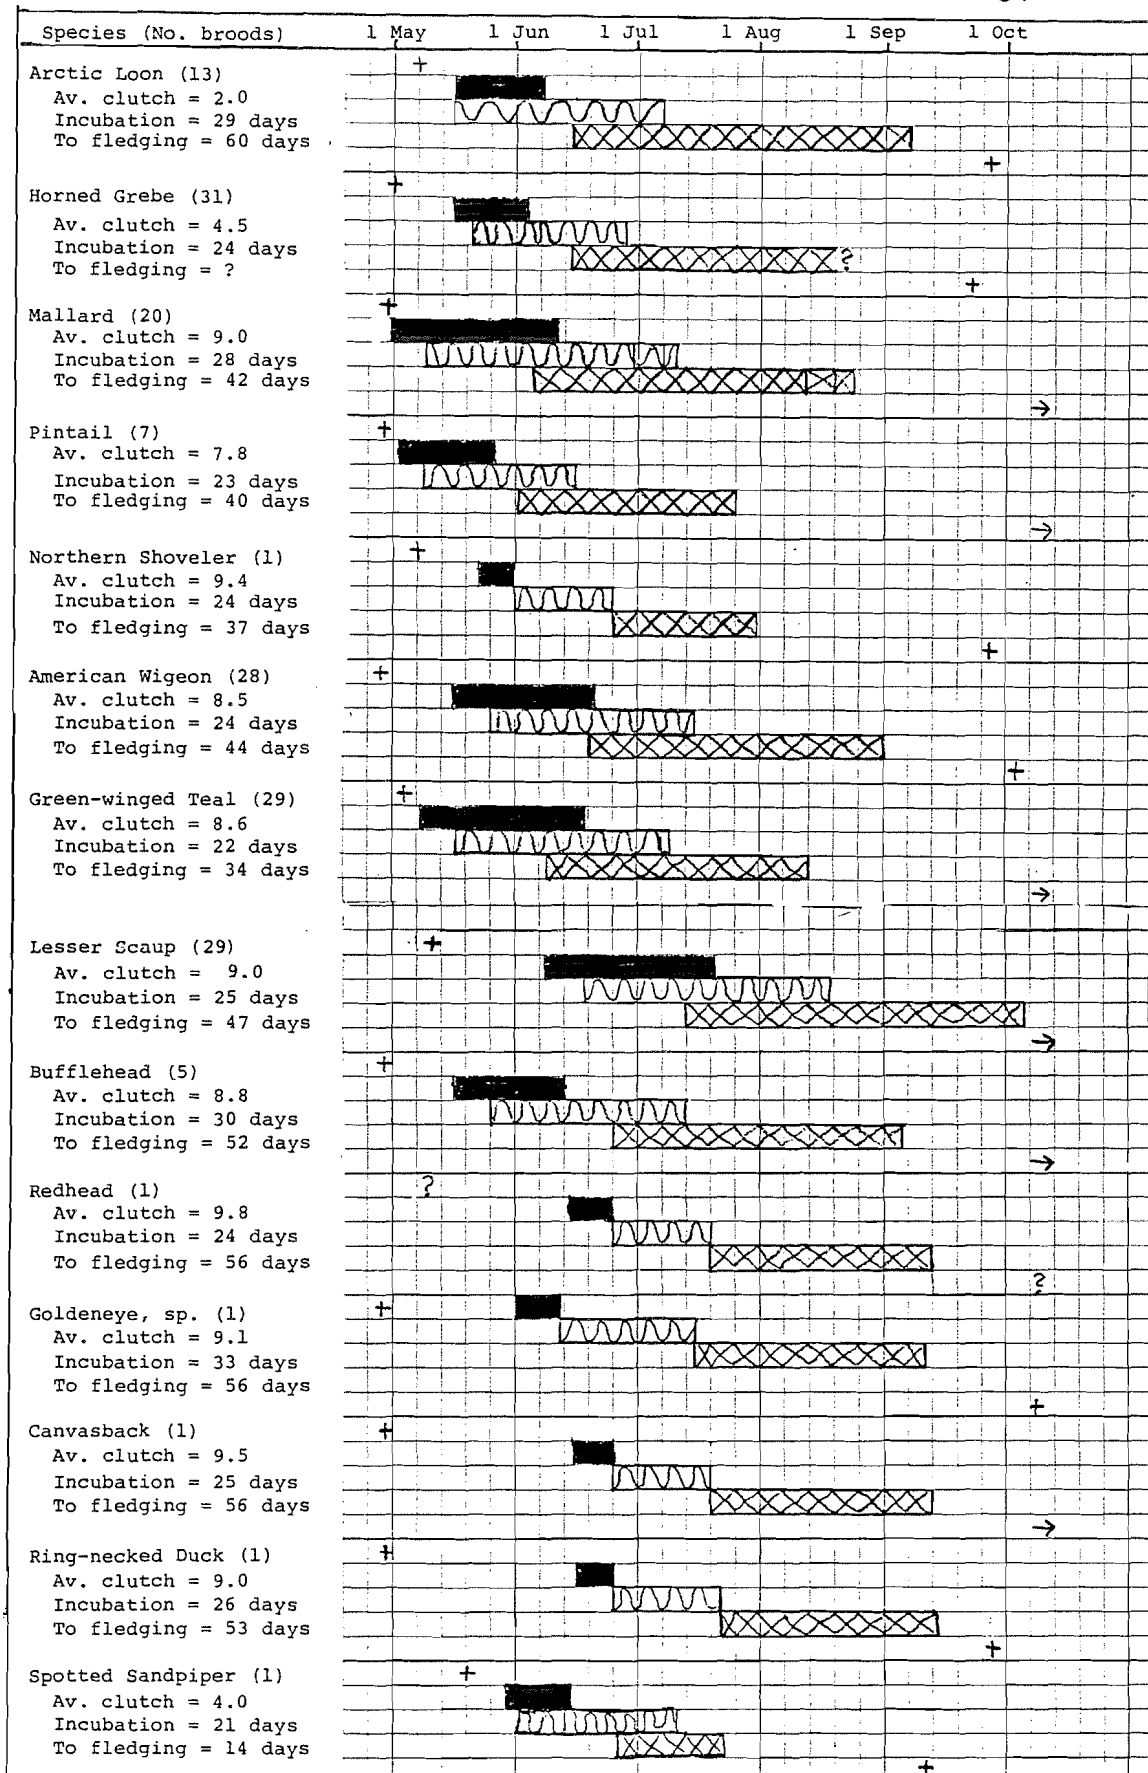 Species (No. broods) 1 May 1 Jun 1 Jul 1 Aug 1 Sep 1 Oct
Arctic Loon (13)
Av. clutch = 2.0
Incubation = 29 days
To fledging = 60 days
Horned Grebe (31)
Av. clutch = 4.5
Incubation = 24 days
To fledging = ?
?
Mallard (20)
Av. clutch = 9.0
Incubation = 28 days
To fledging = 42 days
Pintail (7)
Av. clutch = 7.8
Incubation = 23 days
To fledging = 40 days
Northern Shoveler (1)
Av. clutch = 9.4
Incubation = 24 days
To fledging = 37 days
American Wigeon (28)
Av. clutch = 8.5
Incubation = 24 days
To fledging = 44 days
Green-winged Teal (29)
Av. clutch = 8.6
Incubation = 22 days
To fledging = 34 days
Lesser Scaup (29)
Av. clutch = 9.0
Incubation = 25 days
To fledging = 47 days
Bufflehead (5)
Av. clutch = 8.8
Incubation = 30 days
To fledging = 52 days
?
Redhead (1)
Av. clutch = 9.8
Incubation = 24 days
To fledging = 56 days
?
Goldeneye, sp. (1)
Av. clutch = 9.1
Incubation = 33 days
To fledging = 56 days
Canvasback (1)
Av. clutch = 9.5
Incubation = 25 days
To fledging = 56 days
Ring-necked Duck (1)
Av. clutch = 9.0
Incubation = 26 days
To fledging = 53 days
Spotted Sandpiper (1)
Av. clutch = 4.0
Incubation = 21 days
To fledging = 14 days